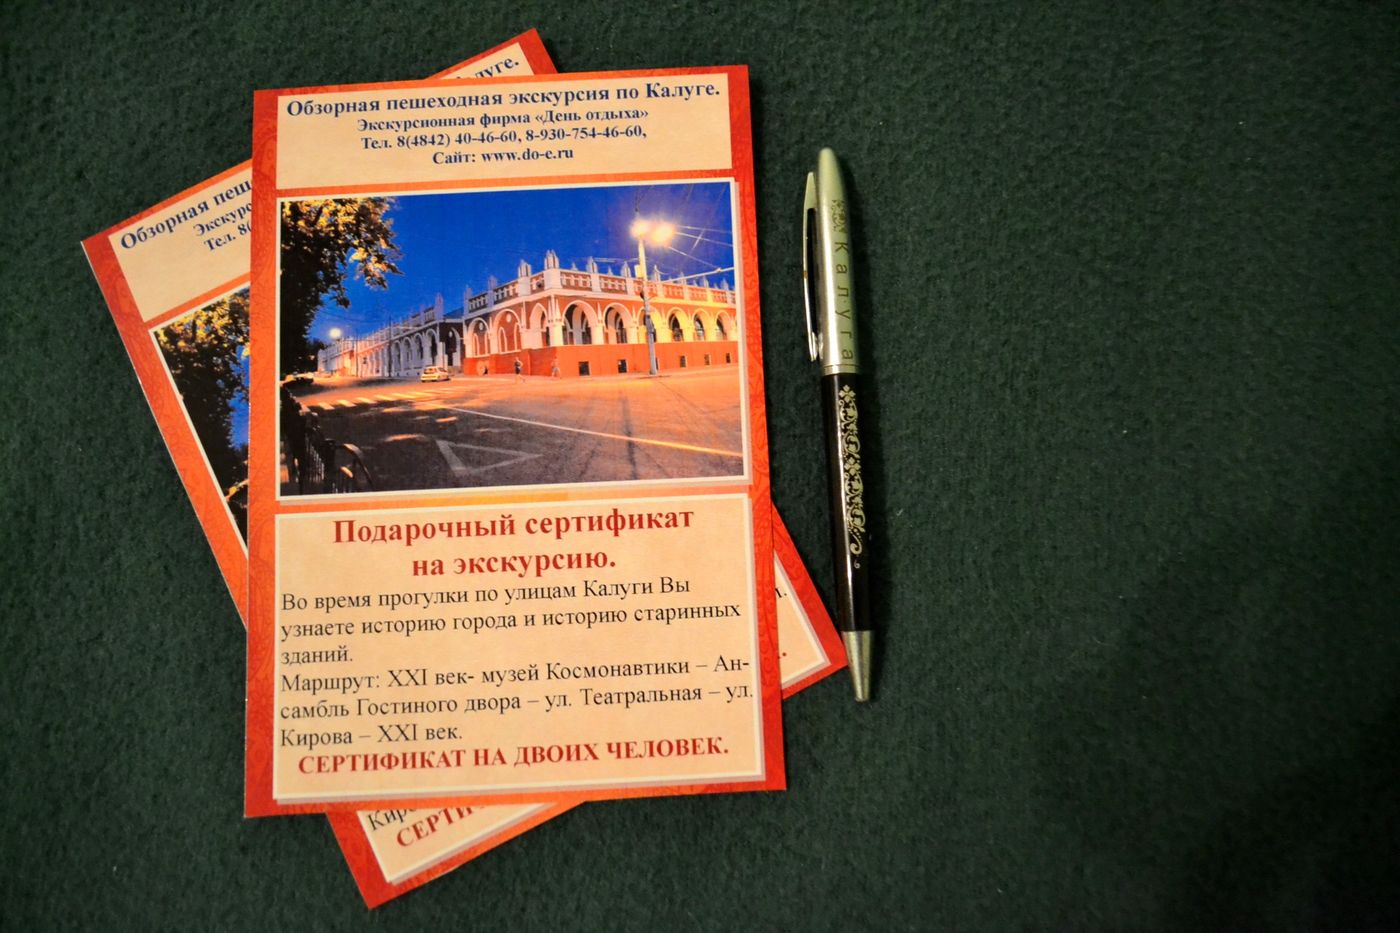 Обзорная пешеходная экскурсия по Калуге.
Экскурсионная фирма «День отдыха»
Тел. 8(4842) 40-46-60, 8-930-754-46-60,
Сайт: www.do-e.ru
Подарочный сертификат
на экскурсию.
Во время прогулки по улицам Калуги Вы
узнаете историю города и историю старинных
зданий.
Маршрут: XXI век- музей Космонавтики – Ан-
самбль Гостиного двора – ул. Театральная – ул.
Кирова – XXI век.
СЕРТИФИКАТ НА ДВОИХ ЧЕЛОВЕК.
Обзорная
Тел.
Калуга